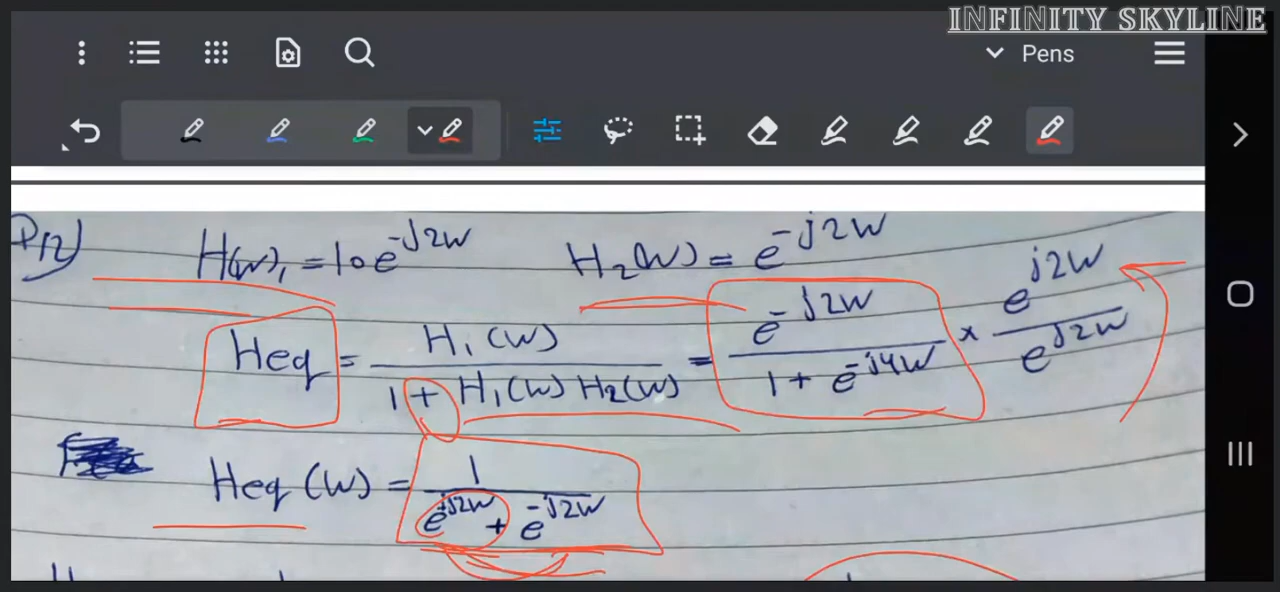 INFINITY SKYLINE
Pens
P12) H(w)₁ = 10e^-j2w H₂(w) = e^-j2w
Heq = H₁(w) / 1 + H₁(w) H₂(w) = e^-j2w / 1 + e^-j4w × e^j2w / e^j2w
Heq (w) = 1 / e^j2w + e^-j2w